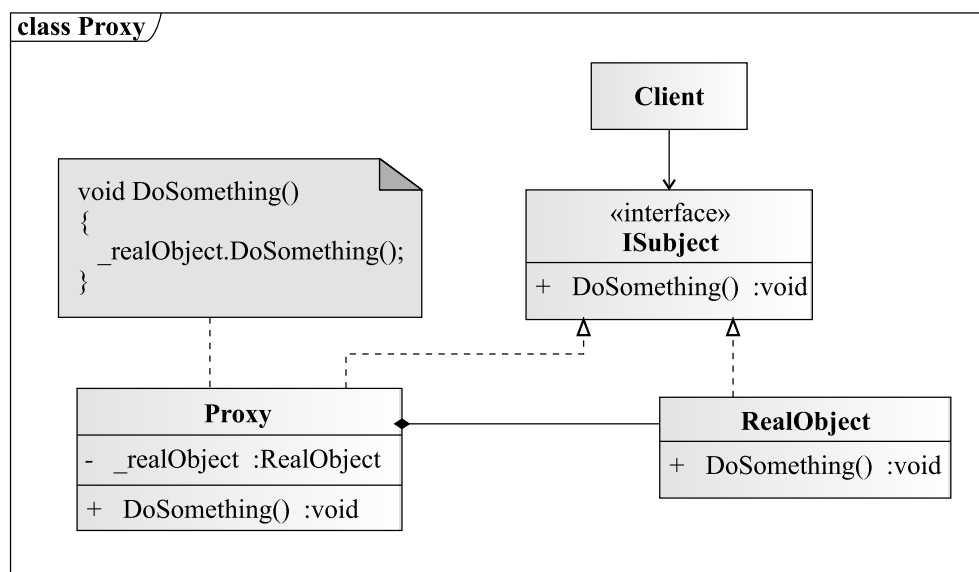 class Proxy
Client
void DoSomething()
{
_realObject.DoSomething();
}
«interface»
ISubject
+ DoSomething() :void
Proxy
- _realObject :RealObject
+ DoSomething() :void
RealObject
+ DoSomething() :void